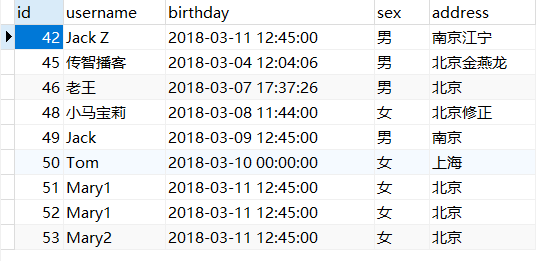 id username birthday sex address
42 Jack Z 2018-03-11 12:45:00 男 南京江宁
45 传智播客 2018-03-04 12:04:06 男 北京金燕龙
46 老王 2018-03-07 17:37:26 男 北京
48 小马宝莉 2018-03-08 11:44:00 女 北京修正
49 Jack 2018-03-09 12:45:00 男 南京
50 Tom 2018-03-10 00:00:00 女 上海
51 Mary1 2018-03-11 12:45:00 女 北京
52 Mary1 2018-03-11 12:45:00 女 北京
53 Mary2 2018-03-11 12:45:00 女 北京